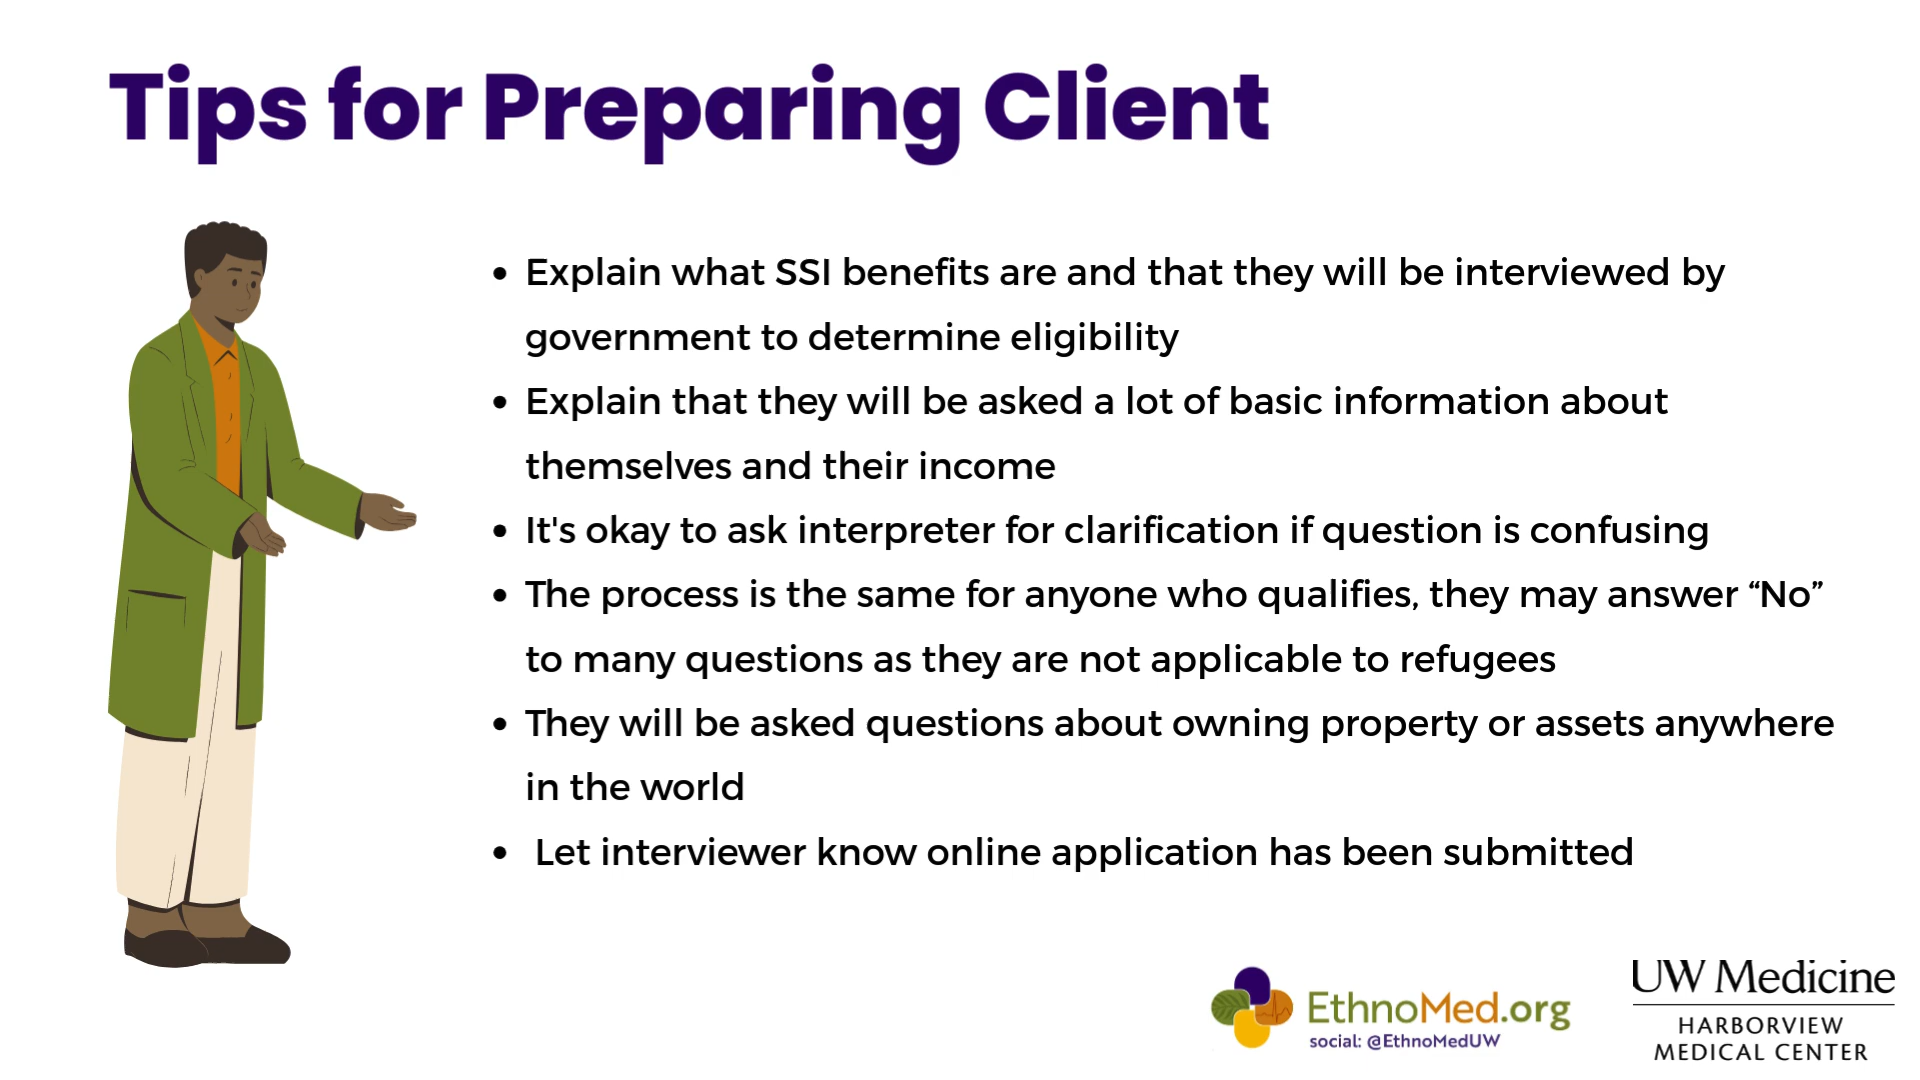 Tips for Preparing Client
• Explain what SSI benefits are and that they will be interviewed by
government to determine eligibility
• Explain that they will be asked a lot of basic information about
themselves and their income
• It's okay to ask interpreter for clarification if question is confusing
• The process is the same for anyone who qualifies, they may answer “No”
to many questions as they are not applicable to refugees
• They will be asked questions about owning property or assets anywhere
in the world
• Let interviewer know online application has been submitted
EthnoMed.org
social: @EthnoMedUW
UW Medicine
HARBORVIEW
MEDICAL CENTER